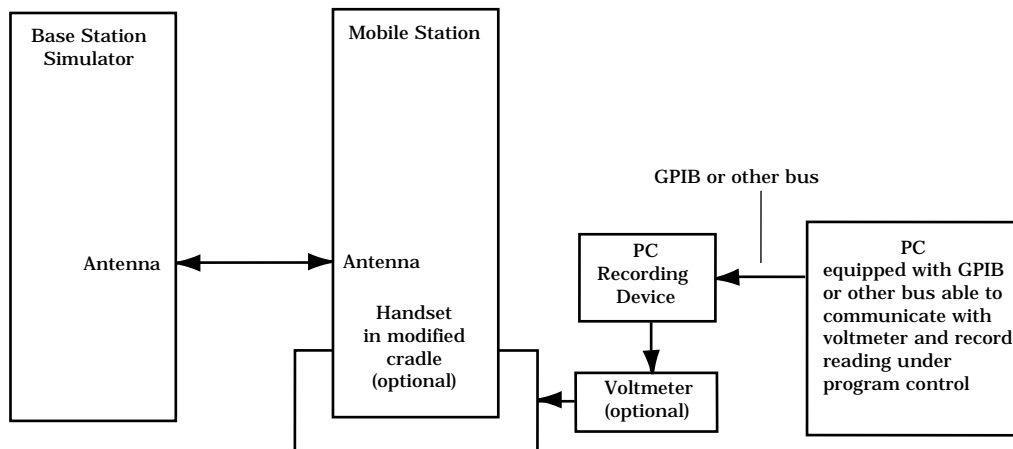 Base Station
Simulator
Antenna
Mobile Station
Antenna
Handset
in modified
cradle
(optional)
GPIB or other bus
PC
Recording
Device
Voltmeter
(optional)
PC
equipped with GPIB
or other bus able to
communicate with
voltmeter and record
reading under
program control